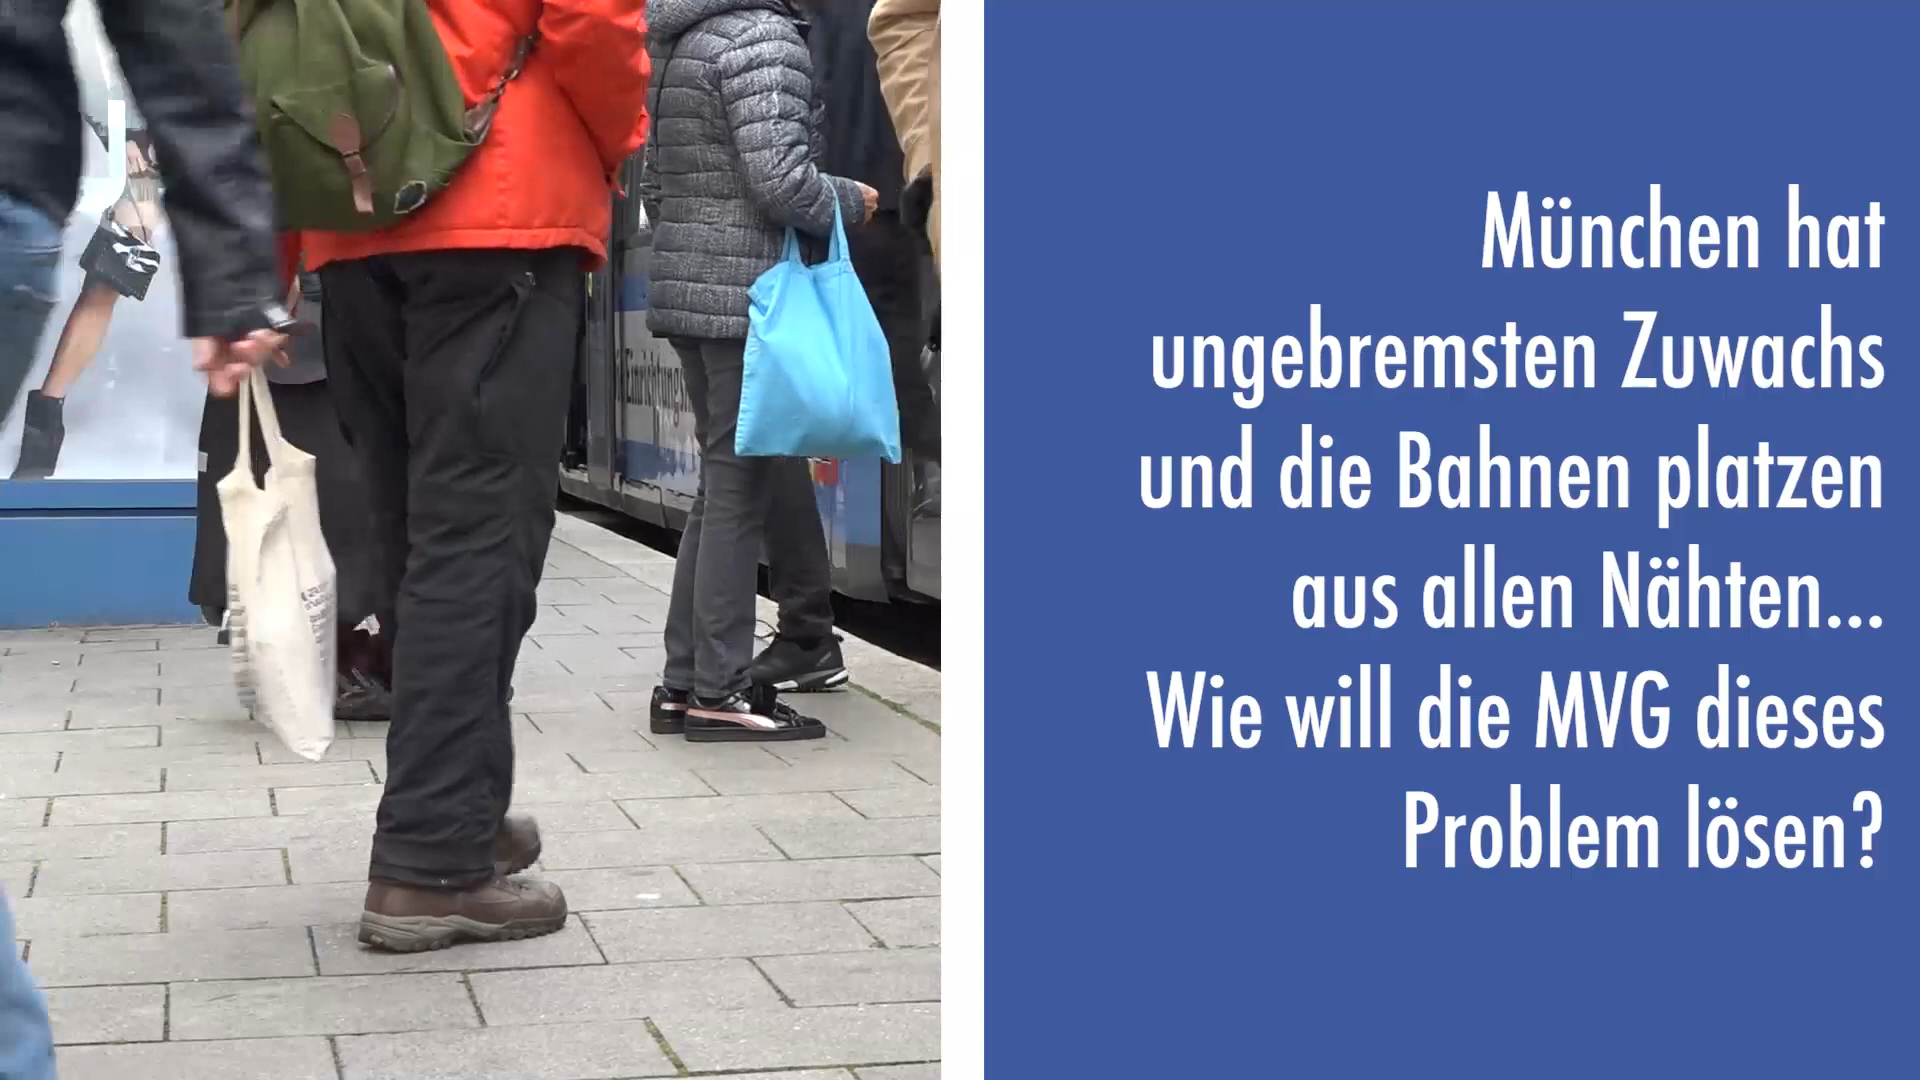 München hat
ungebremsten Zuwachs
und die Bahnen platzen
aus allen Nähten...
Wie will die MVG dieses
Problem lösen?